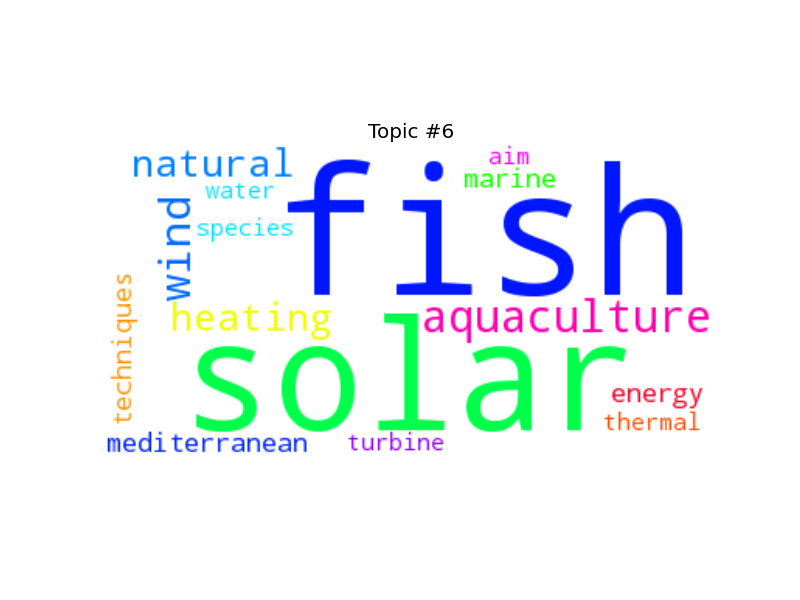 Topic #6
natural
fish
aim
marine
water
wind
species
techniques
heating
aquaculture
solar
energy
thermal
mediterranean
turbine